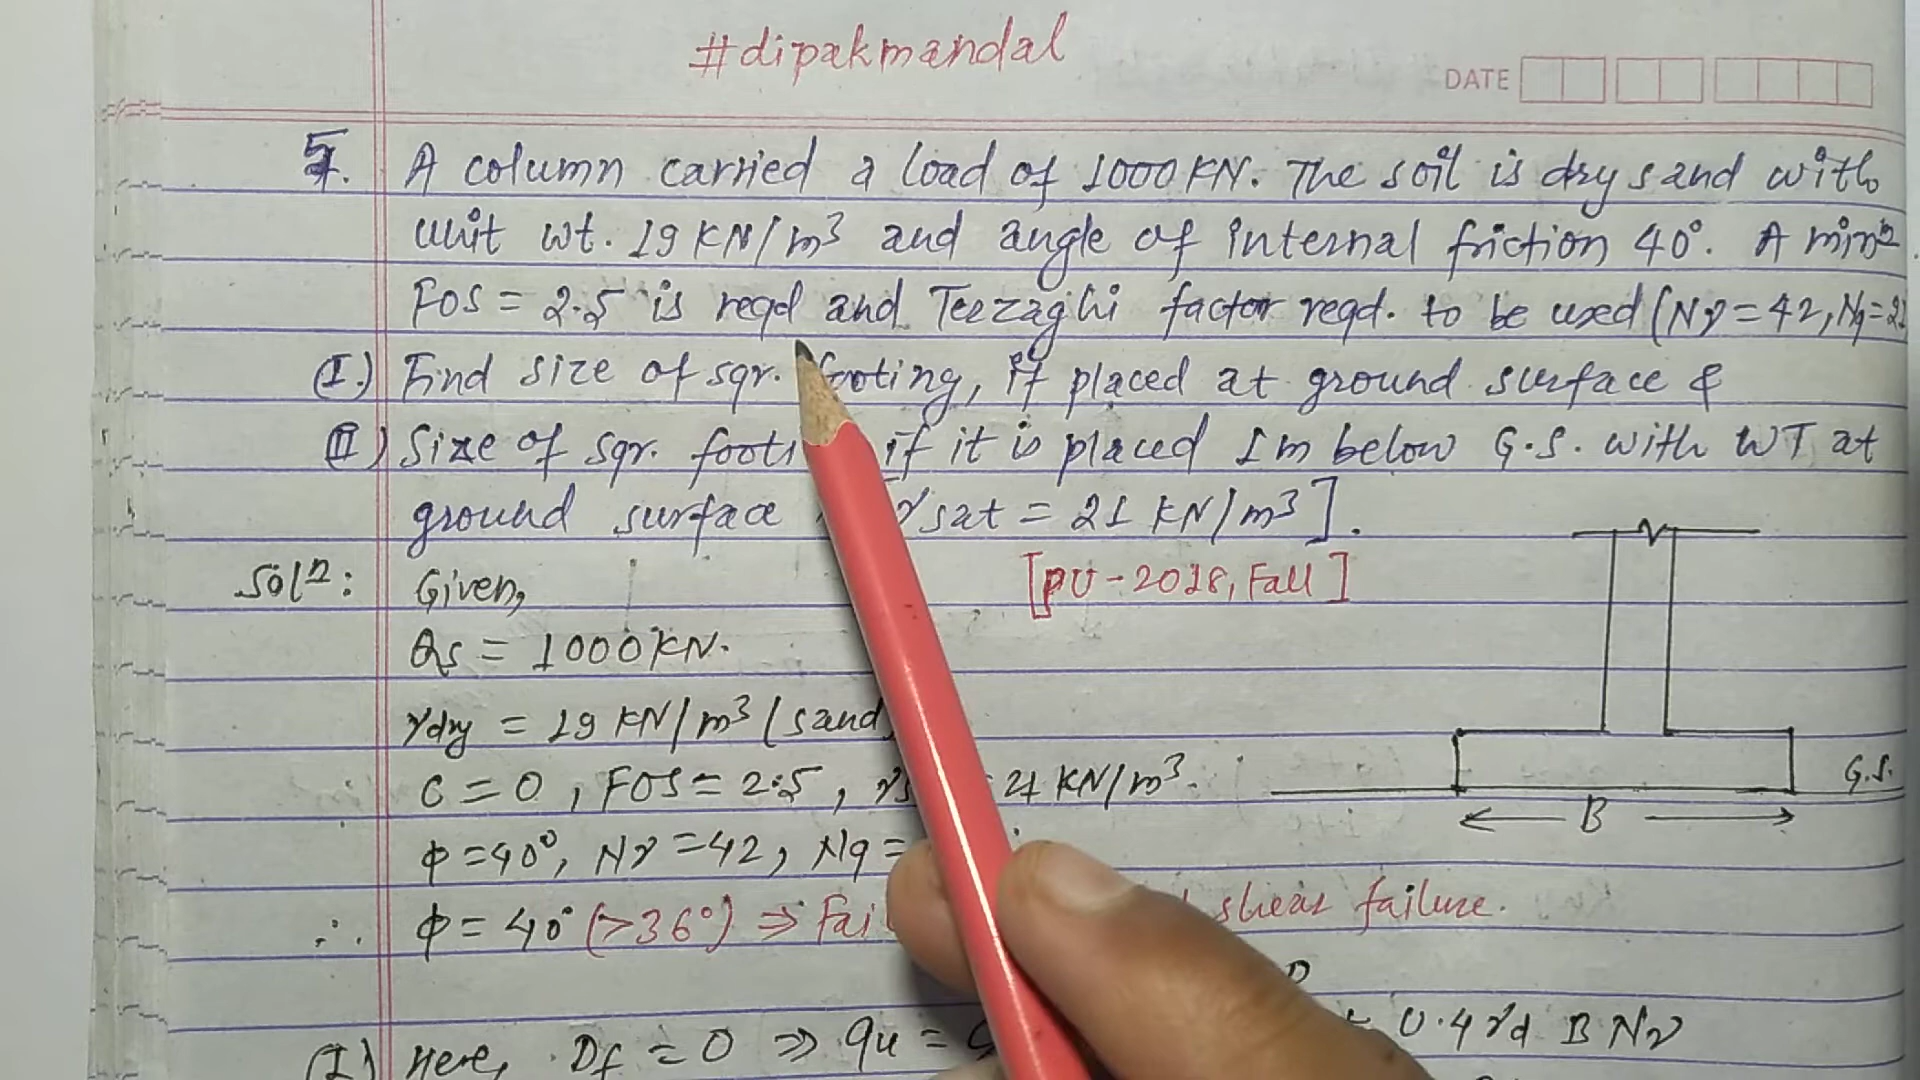 #dipakmandal
DATE
5. A column carried a load of 1000 KN. The soil is dry sand with
unit wt. 19 KN/m³ and angle of internal friction 40°. A minᵐ
FOS = 2.5 is reqd and Terzaghi factor reqd. to be used (Nγ = 42, Nq = 21
(I.) Find size of sqr. footing, if placed at ground surface &
(II) Size of sqr. footi if it is placed 1m below G.S. with WT at
ground surface γsat = 21 KN/m³].
Solⁿ: Given, [PU - 2018, Fall]
Qs = 1000 KN.
γdry = 19 KN/m³ (sand
C = 0, FOS = 2.5, 21 KN/m³.
G.S.
B
φ = 40°, Nγ = 42, Nq =
∴ φ = 40° (>36°) ⇒ Fai shear failure.
(I) Here, Df = 0 ⇒ qu = 0.4 γd B Nγ